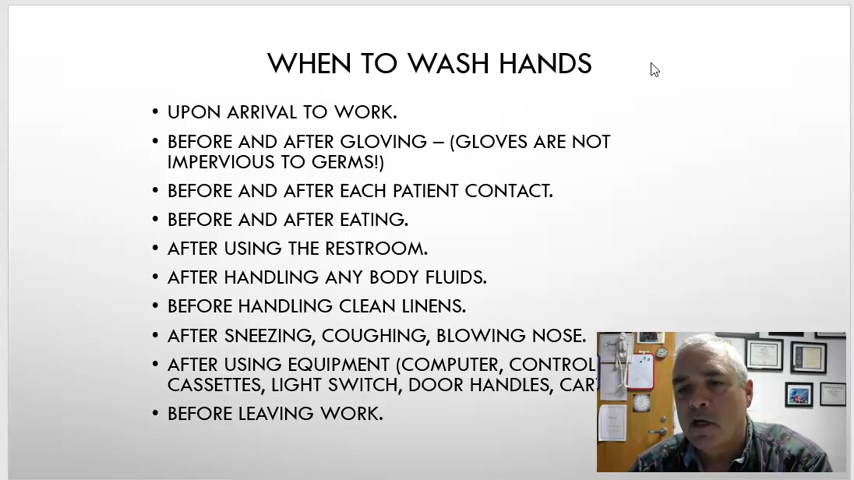 WHEN TO WASH HANDS
• UPON ARRIVAL TO WORK.
• BEFORE AND AFTER GLOVING – (GLOVES ARE NOT
IMPERVIOUS TO GERMS!)
• BEFORE AND AFTER EACH PATIENT CONTACT.
• BEFORE AND AFTER EATING.
• AFTER USING THE RESTROOM.
• AFTER HANDLING ANY BODY FLUIDS.
• BEFORE HANDLING CLEAN LINENS.
• AFTER SNEEZING, COUGHING, BLOWING NOSE.
• AFTER USING EQUIPMENT (COMPUTER, CONTROL
CASSETTES, LIGHT SWITCH, DOOR HANDLES,
• BEFORE LEAVING WORK.